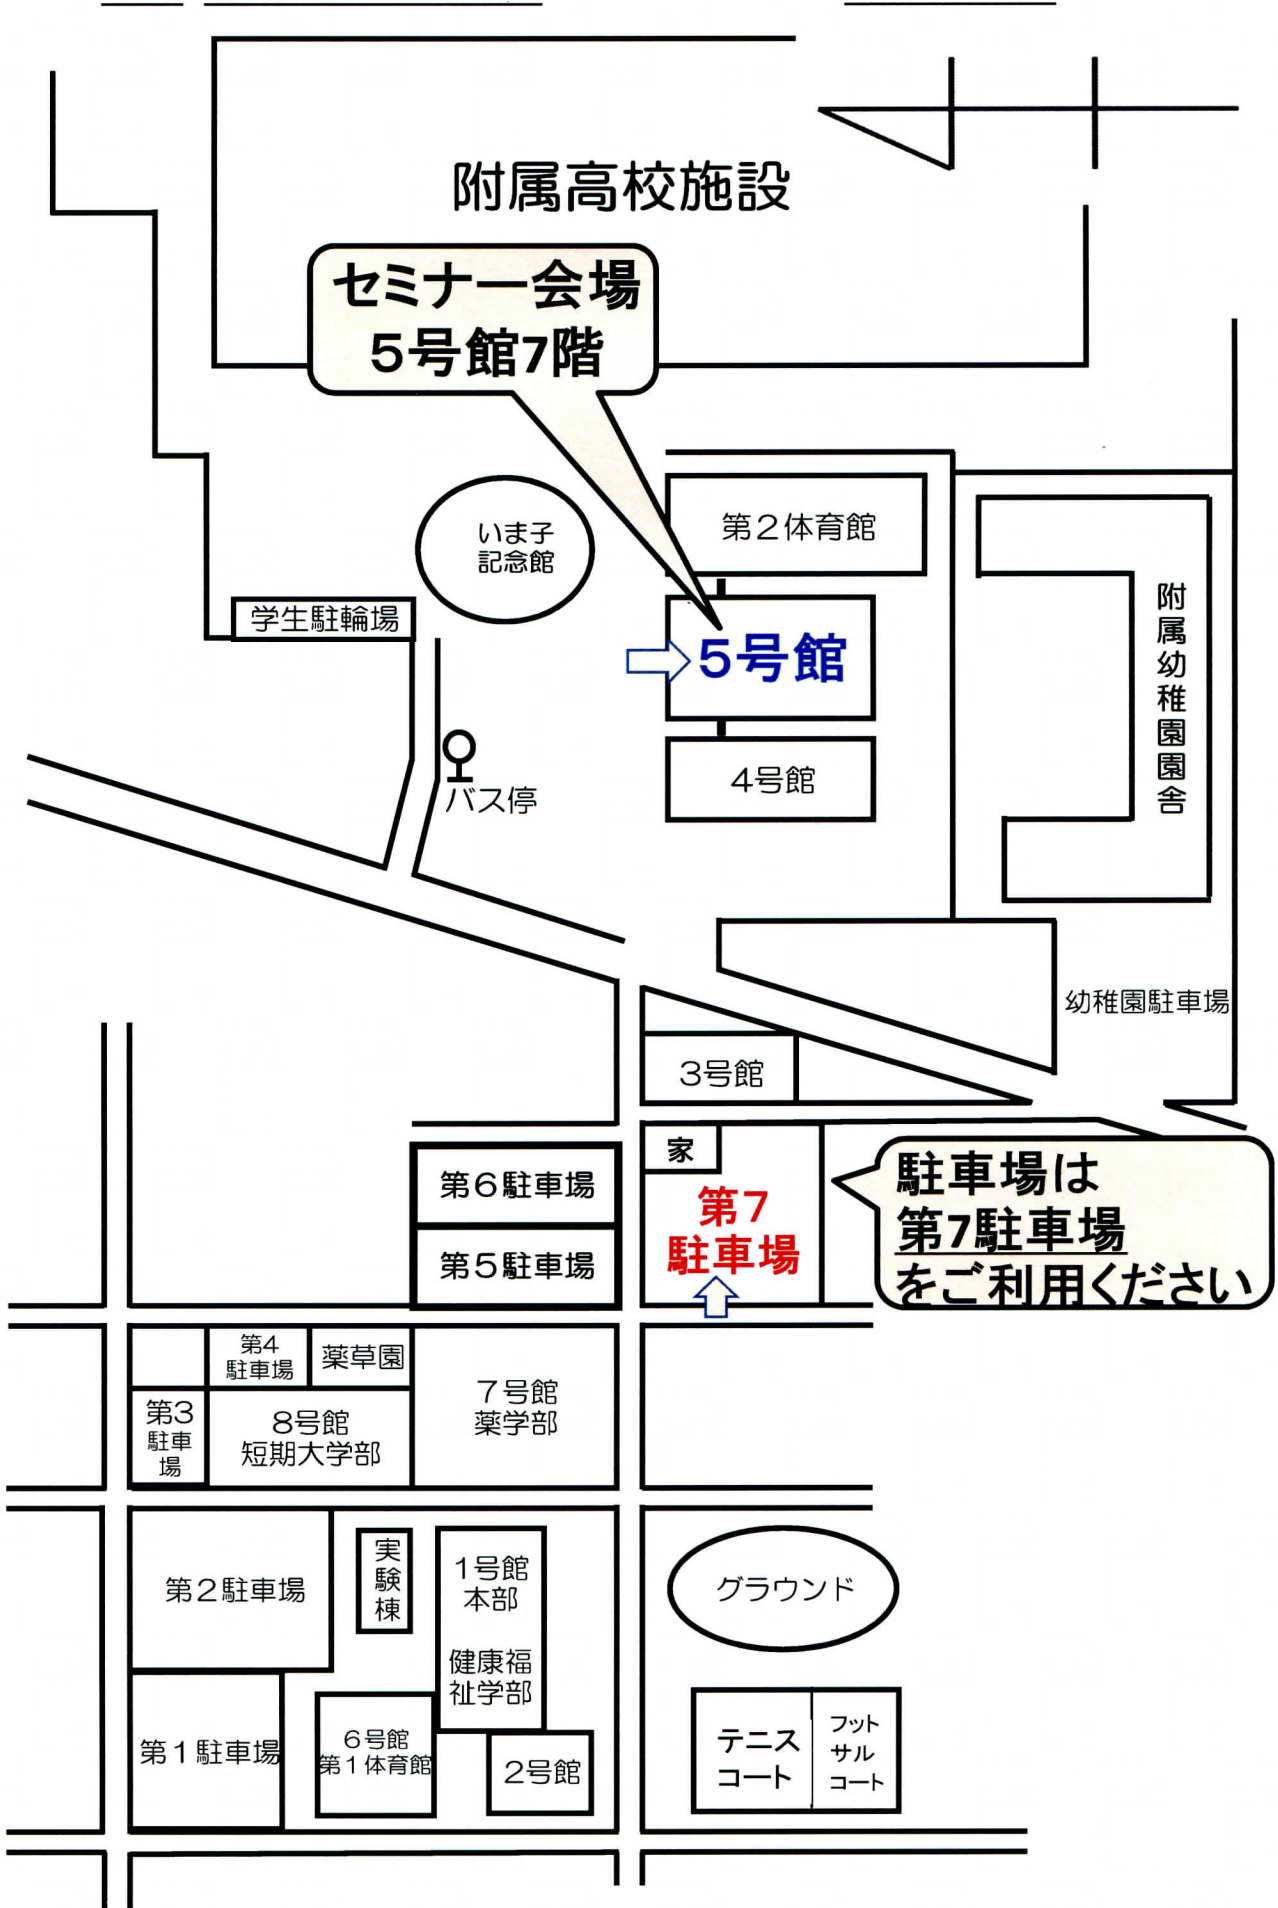 附属高校施設
セミナー会場
5号館7階
いま子
記念館
第2体育館
学生駐輪場
5号館
附属幼稚園園舎
バス停
4号館
幼稚園駐車場
3号館
家
第6駐車場
第7
駐車場
駐車場は
第7駐車場
をご利用ください
第5駐車場
第4
駐車場
薬草園
7号館
薬学部
第3
駐車
場
8号館
短期大学部
第2駐車場
実験棟
1号館
本部
健康福
祉学部
グラウンド
第1駐車場
6号館
第1体育館
2号館
テニス
コート
フット
サル
コート